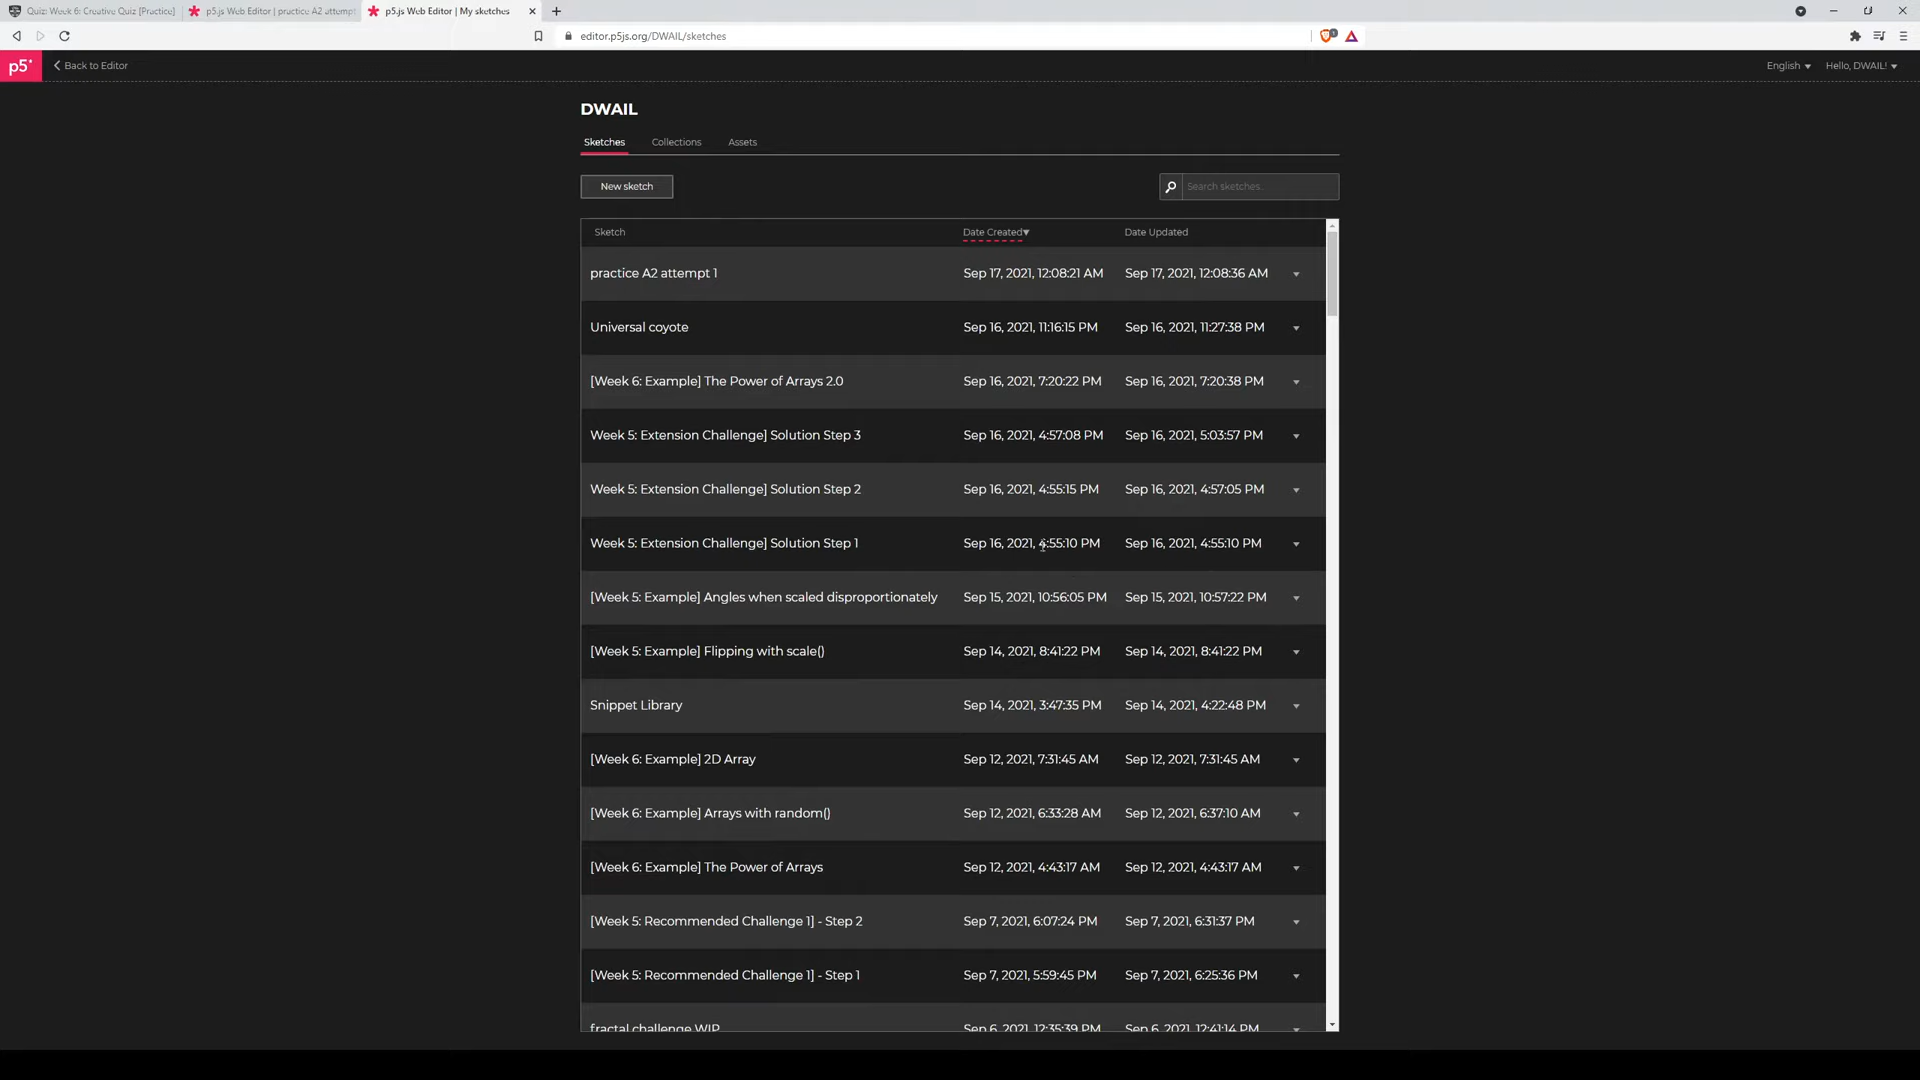 Quiz: Week 6: Creative Quiz [Practice]
p5.js Web Editor | practice A2 attempt
p5.js Web Editor | My sketches
editor.p5js.org/DWAIL/sketches
p5* Back to Editor
English
Hello, DWAIL!
DWAIL
Sketches Collections Assets
New sketch
Search sketches...
Sketch Date Created▼ Date Updated
practice A2 attempt 1 Sep 17, 2021, 12:08:21 AM Sep 17, 2021, 12:08:36 AM
Universal coyote Sep 16, 2021, 11:16:15 PM Sep 16, 2021, 11:27:38 PM
[Week 6: Example] The Power of Arrays 2.0 Sep 16, 2021, 7:20:22 PM Sep 16, 2021, 7:20:38 PM
Week 5: Extension Challenge] Solution Step 3 Sep 16, 2021, 4:57:08 PM Sep 16, 2021, 5:03:57 PM
Week 5: Extension Challenge] Solution Step 2 Sep 16, 2021, 4:55:15 PM Sep 16, 2021, 4:57:05 PM
Week 5: Extension Challenge] Solution Step 1 Sep 16, 2021, 4:55:10 PM Sep 16, 2021, 4:55:10 PM
[Week 5: Example] Angles when scaled disproportionately Sep 15, 2021, 10:56:05 PM Sep 15, 2021, 10:57:22 PM
[Week 5: Example] Flipping with scale() Sep 14, 2021, 8:41:22 PM Sep 14, 2021, 8:41:22 PM
Snippet Library Sep 14, 2021, 3:47:35 PM Sep 14, 2021, 4:22:48 PM
[Week 6: Example] 2D Array Sep 12, 2021, 7:31:45 AM Sep 12, 2021, 7:31:45 AM
[Week 6: Example] Arrays with random() Sep 12, 2021, 6:33:28 AM Sep 12, 2021, 6:37:10 AM
[Week 6: Example] The Power of Arrays Sep 12, 2021, 4:43:17 AM Sep 12, 2021, 4:43:17 AM
[Week 5: Recommended Challenge 1] - Step 2 Sep 7, 2021, 6:07:24 PM Sep 7, 2021, 6:31:37 PM
[Week 5: Recommended Challenge 1] - Step 1 Sep 7, 2021, 5:59:45 PM Sep 7, 2021, 6:25:36 PM
fractal challenge WIP Sep 6, 2021, 12:35:39 PM Sep 6, 2021, 12:41:14 PM